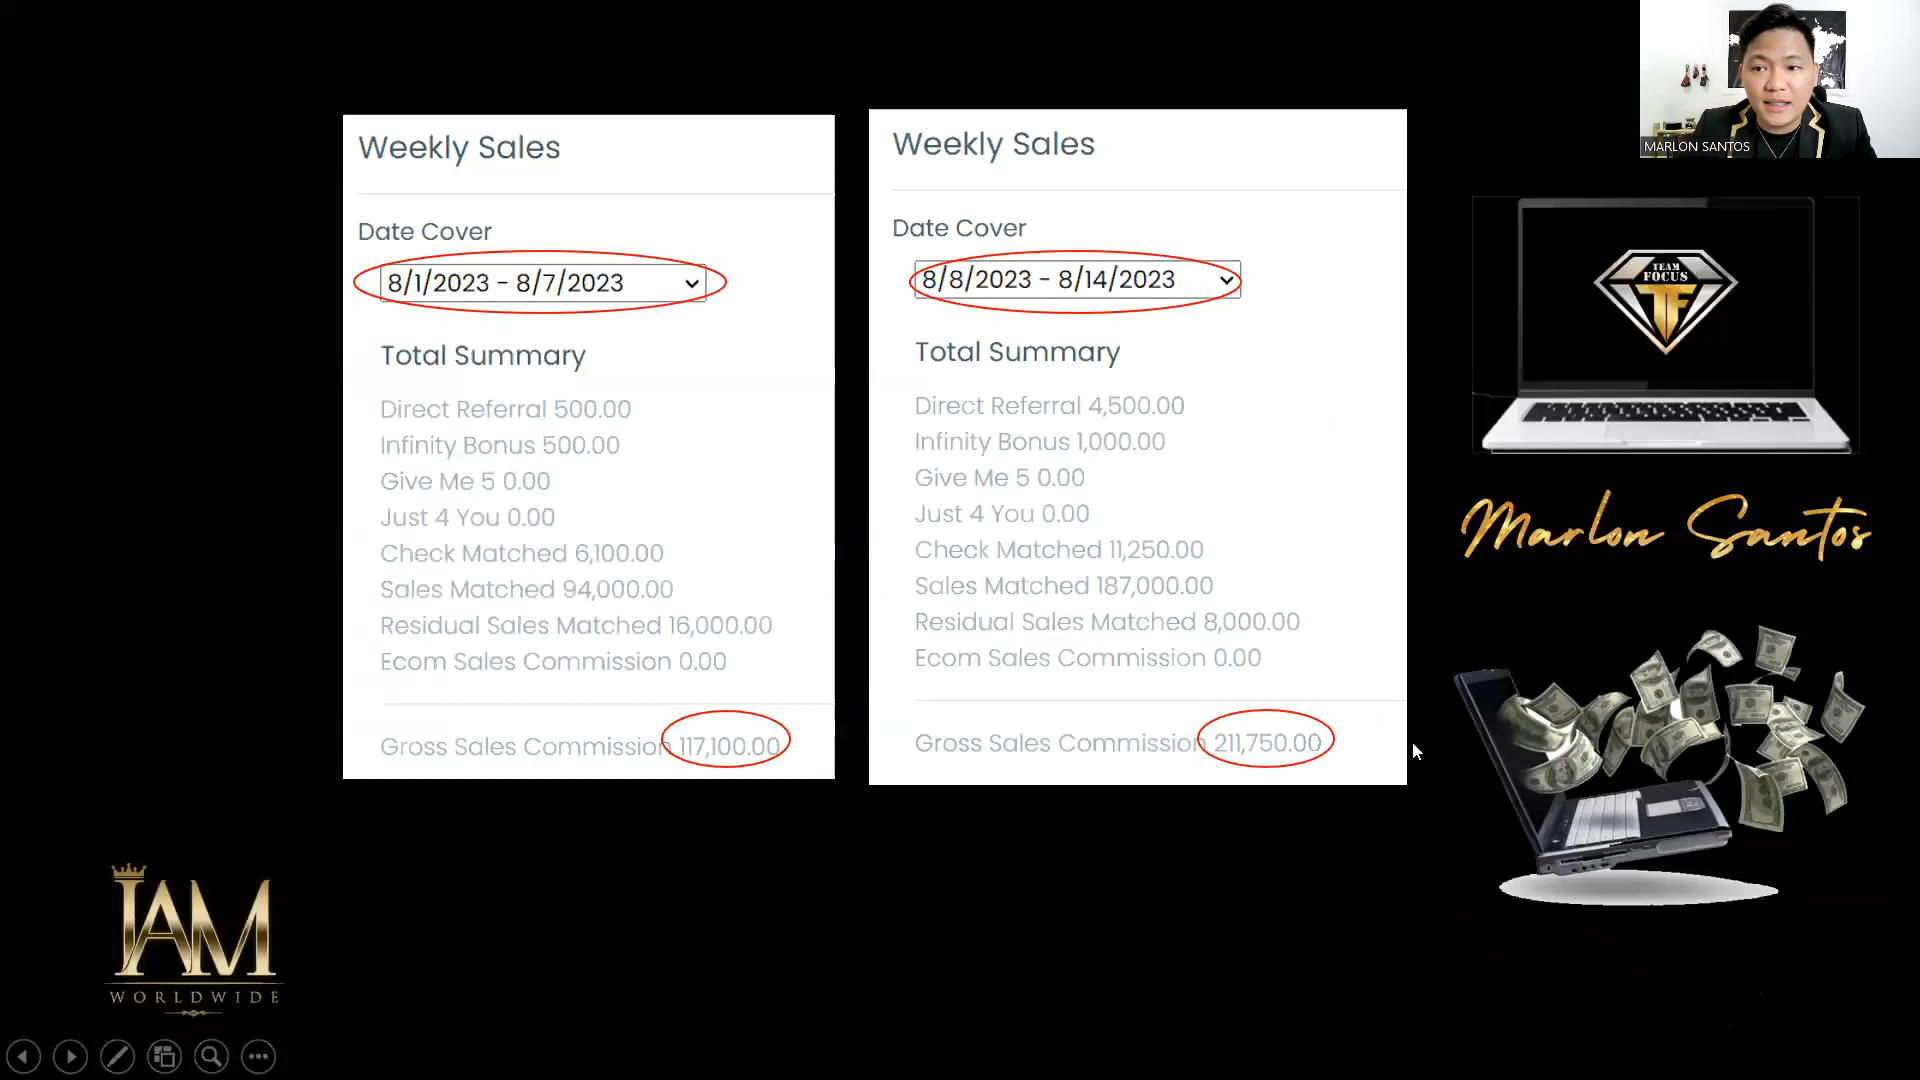 Weekly Sales
Date Cover
8/1/2023 - 8/7/2023
Total Summary
Direct Referral 500.00
Infinity Bonus 500.00
Give Me 5 0.00
Just 4 You 0.00
Check Matched 6,100.00
Sales Matched 94,000.00
Residual Sales Matched 16,000.00
Ecom Sales Commission 0.00
Gross Sales Commission 117,100.00
Weekly Sales
Date Cover
8/8/2023 - 8/14/2023
Total Summary
Direct Referral 4,500.00
Infinity Bonus 1,000.00
Give Me 5 0.00
Just 4 You 0.00
Check Matched 11,250.00
Sales Matched 187,000.00
Residual Sales Matched 8,000.00
Ecom Sales Commission 0.00
Gross Sales Commission 211,750.00
MARLON SANTOS
TEAM
FOCUS
TF
Marlon Santos
IAM
WORLDWIDE